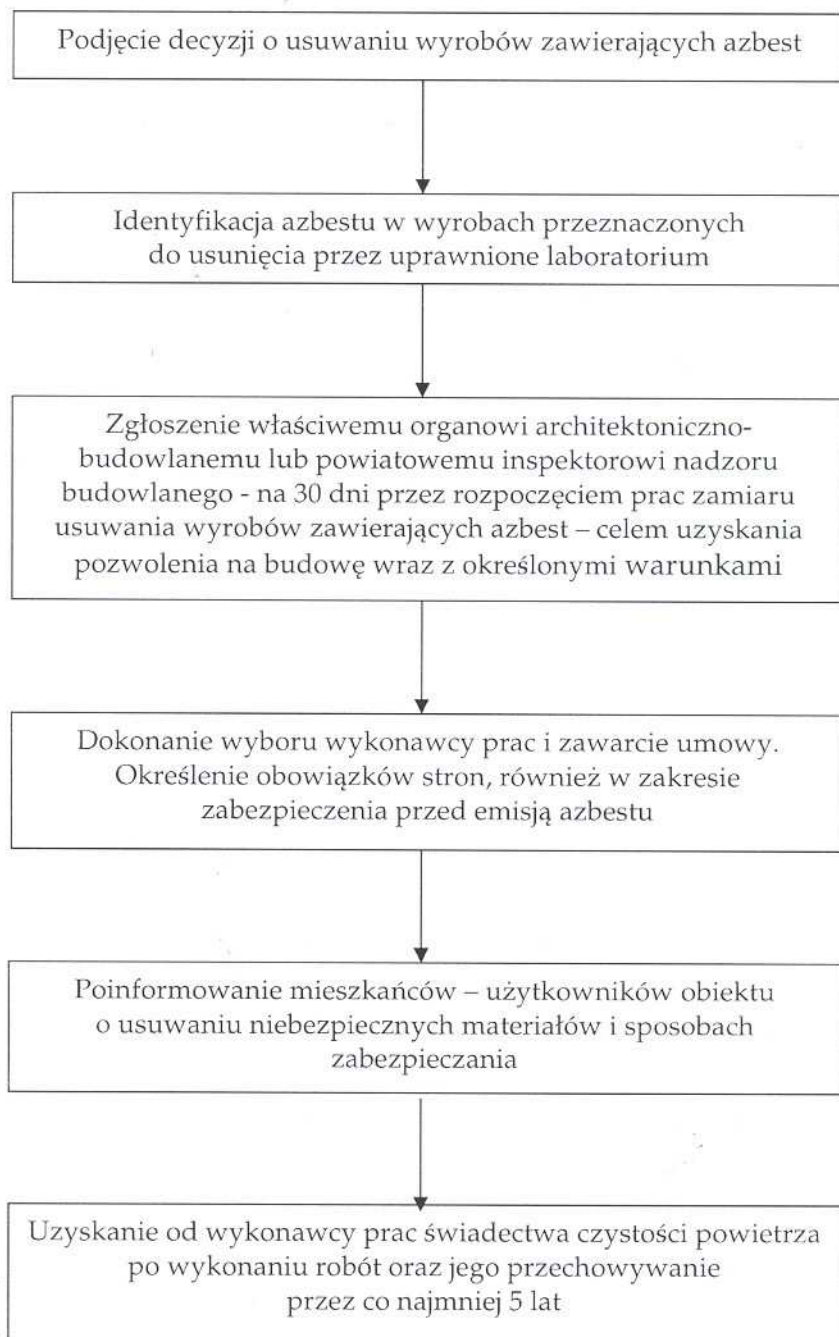 Podjęcie decyzji o usuwaniu wyrobów zawierających azbest
Identyfikacja azbestu w wyrobach przeznaczonych
do usunięcia przez uprawnione laboratorium
Zgłoszenie właściwemu organowi architektoniczno-
budowlanemu lub powiatowemu inspektorowi nadzoru
budowlanego - na 30 dni przez rozpoczęciem prac zamiaru
usuwania wyrobów zawierających azbest – celem uzyskania
pozwolenia na budowę wraz z określonymi warunkami
Dokonanie wyboru wykonawcy prac i zawarcie umowy.
Określenie obowiązków stron, również w zakresie
zabezpieczenia przed emisją azbestu
Poinformowanie mieszkańców – użytkowników obiektu
o usuwaniu niebezpiecznych materiałów i sposobach
zabezpieczania
Uzyskanie od wykonawcy prac świadectwa czystości powietrza
po wykonaniu robót oraz jego przechowywanie
przez co najmniej 5 lat